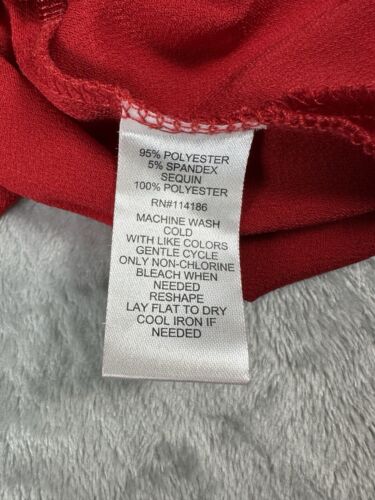 95% POLYESTER
5% SPANDEX
SEQUIN
100% POLYESTER
RN#114186
MACHINE WASH
COLD
WITH LIKE COLORS
GENTLE CYCLE
ONLY NON-CHLORINE
BLEACH WHEN
NEEDED
RESHAPE
LAY FLAT TO DRY
COOL IRON IF
NEEDED